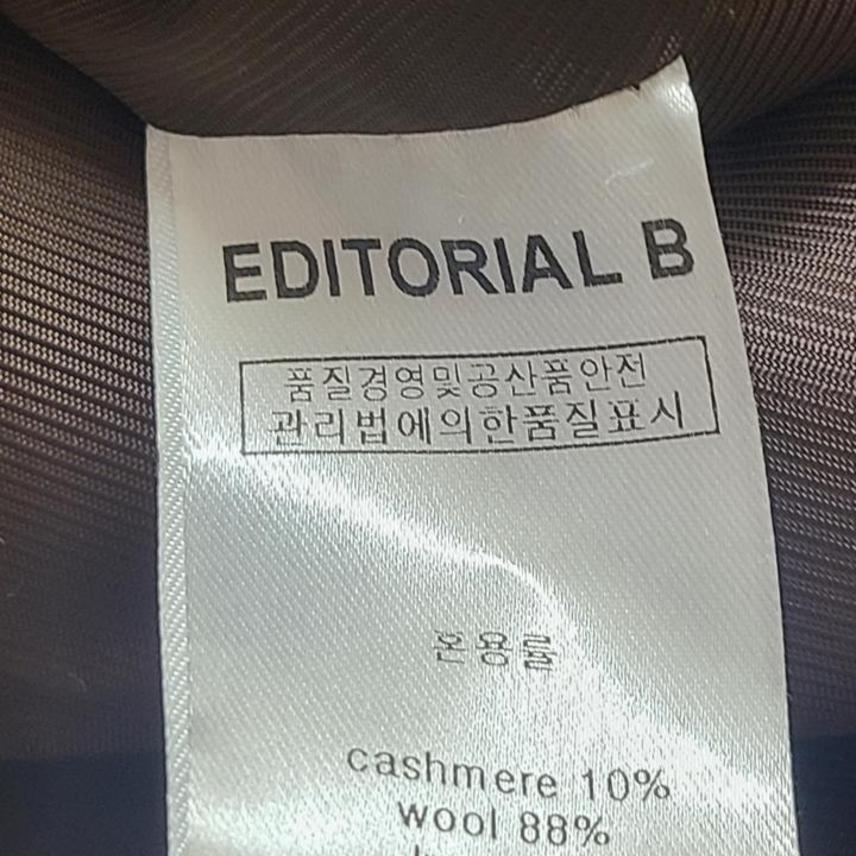 EDITORIAL B
품질경영및공산품안전
관리법에의한품질표시
혼용률
cashmere 10%
wool 88%